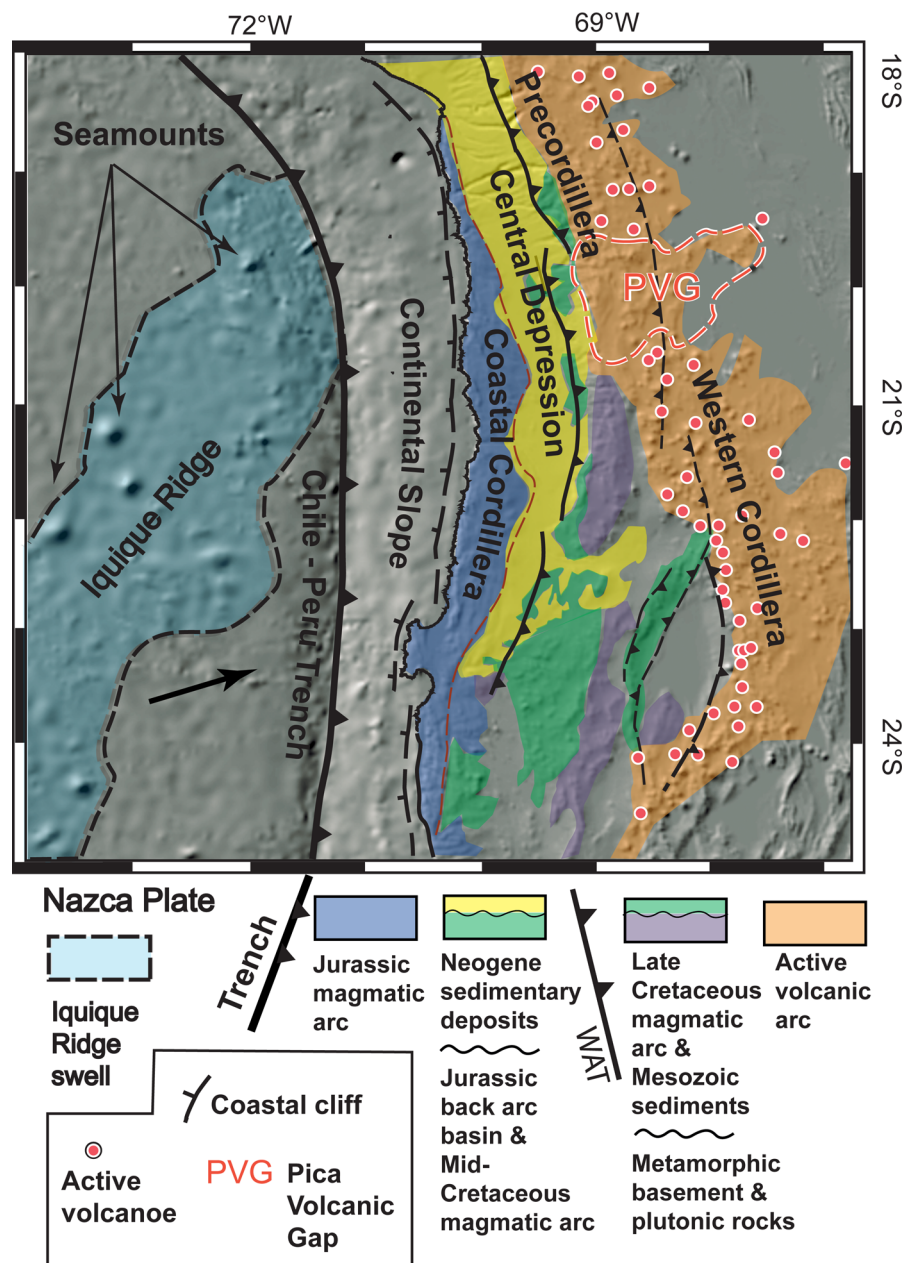 72°W
69°W
18°S
21°S
24°S
Seamounts
Precordillera
Central Depression
PVG
Continental Slope
Coastal Cordillera
Western Cordillera
Iquique Ridge
Chile - Peru Trench
Nazca Plate
Iquique
Ridge
swell
Trench
Jurassic
magmatic
arc
Neogene
sedimentary
deposits
Jurassic
back arc
basin &
Mid-
Cretaceous
magmatic arc
WAT
Late
Cretaceous
magmatic
arc &
Mesozoic
sediments
Metamorphic
basement &
plutonic rocks
Active
volcanic
arc
Coastal cliff
Active
volcanoe
PVG Pica
Volcanic
Gap